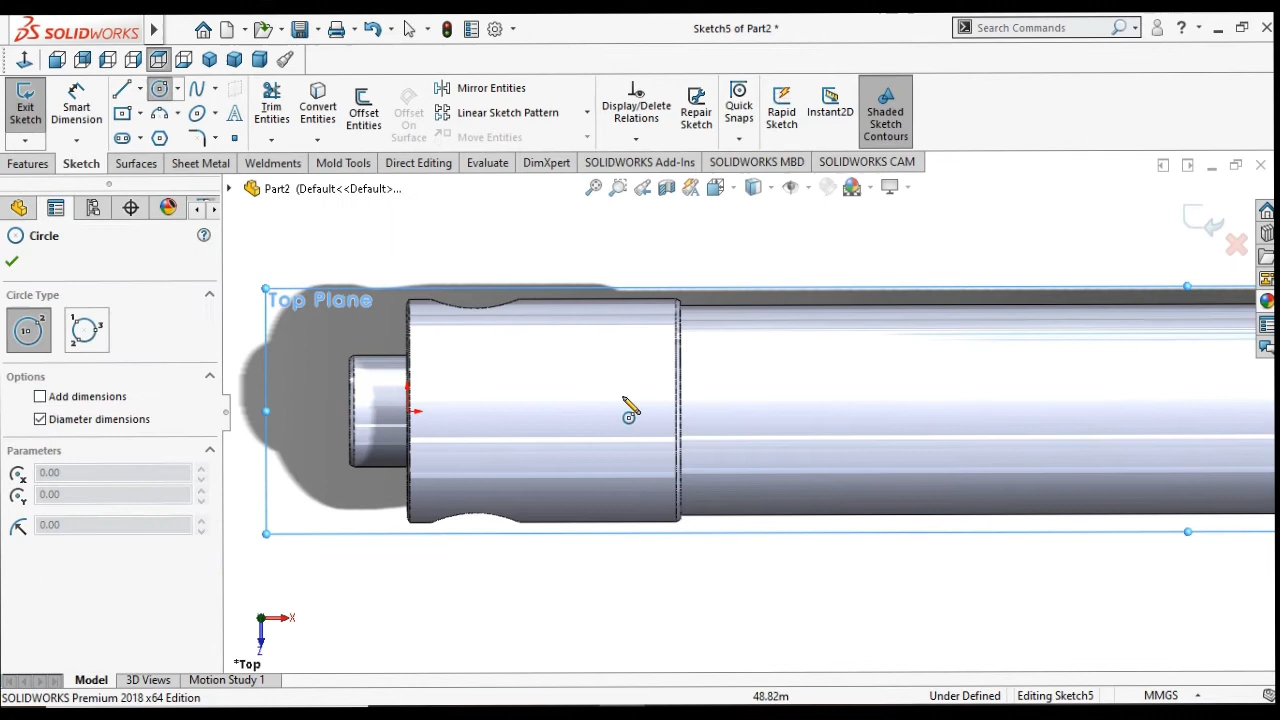 SOLIDWORKS
Sketch5 of Part2 *
Search Commands
?
Exit
Sketch
Smart
Dimension
Trim
Entities
Convert
Entities
Offset
Entities
Offset
On
Surface
Mirror Entities
Linear Sketch Pattern
Move Entities
Display/Delete
Relations
Repair
Sketch
Quick
Snaps
Rapid
Sketch
Instant2D
Shaded
Sketch
Contours
Features
Sketch
Surfaces
Sheet Metal
Weldments
Mold Tools
Direct Editing
Evaluate
DimXpert
SOLIDWORKS Add-Ins
SOLIDWORKS MBD
SOLIDWORKS CAM
Part2 (Default<<Default>...
Circle
?
Circle Type
Options
Add dimensions
Diameter dimensions
Parameters
0.00
0.00
0.00
Top Plane
X
Z
*Top
Model
3D Views
Motion Study 1
SOLIDWORKS Premium 2018 x64 Edition
48.82m
Under Defined
Editing Sketch5
MMGS